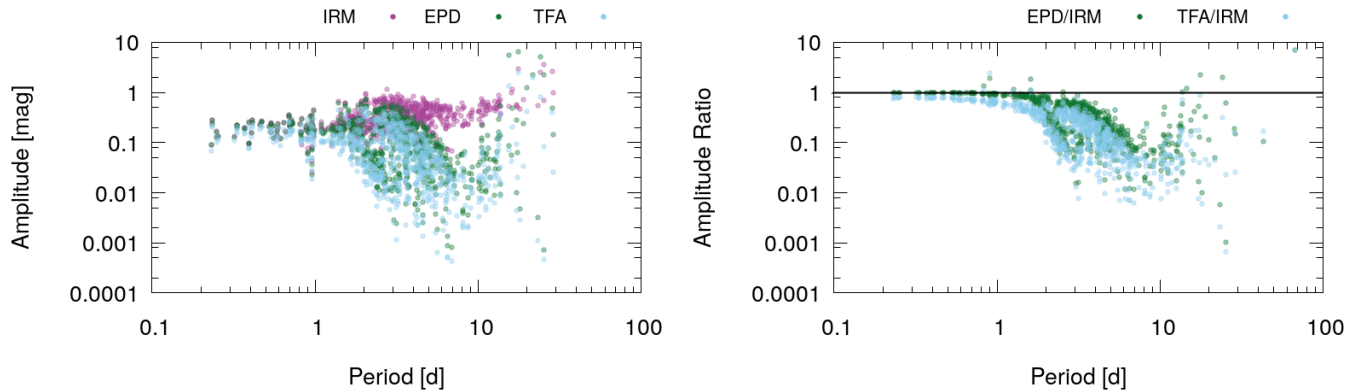 IRM EPD TFA
Amplitude [mag]
10
1
0.1
0.01
0.001
0.0001
0.1 1 10 100
Period [d]
EPD/IRM TFA/IRM
Amplitude Ratio
10
1
0.1
0.01
0.001
0.0001
0.1 1 10 100
Period [d]